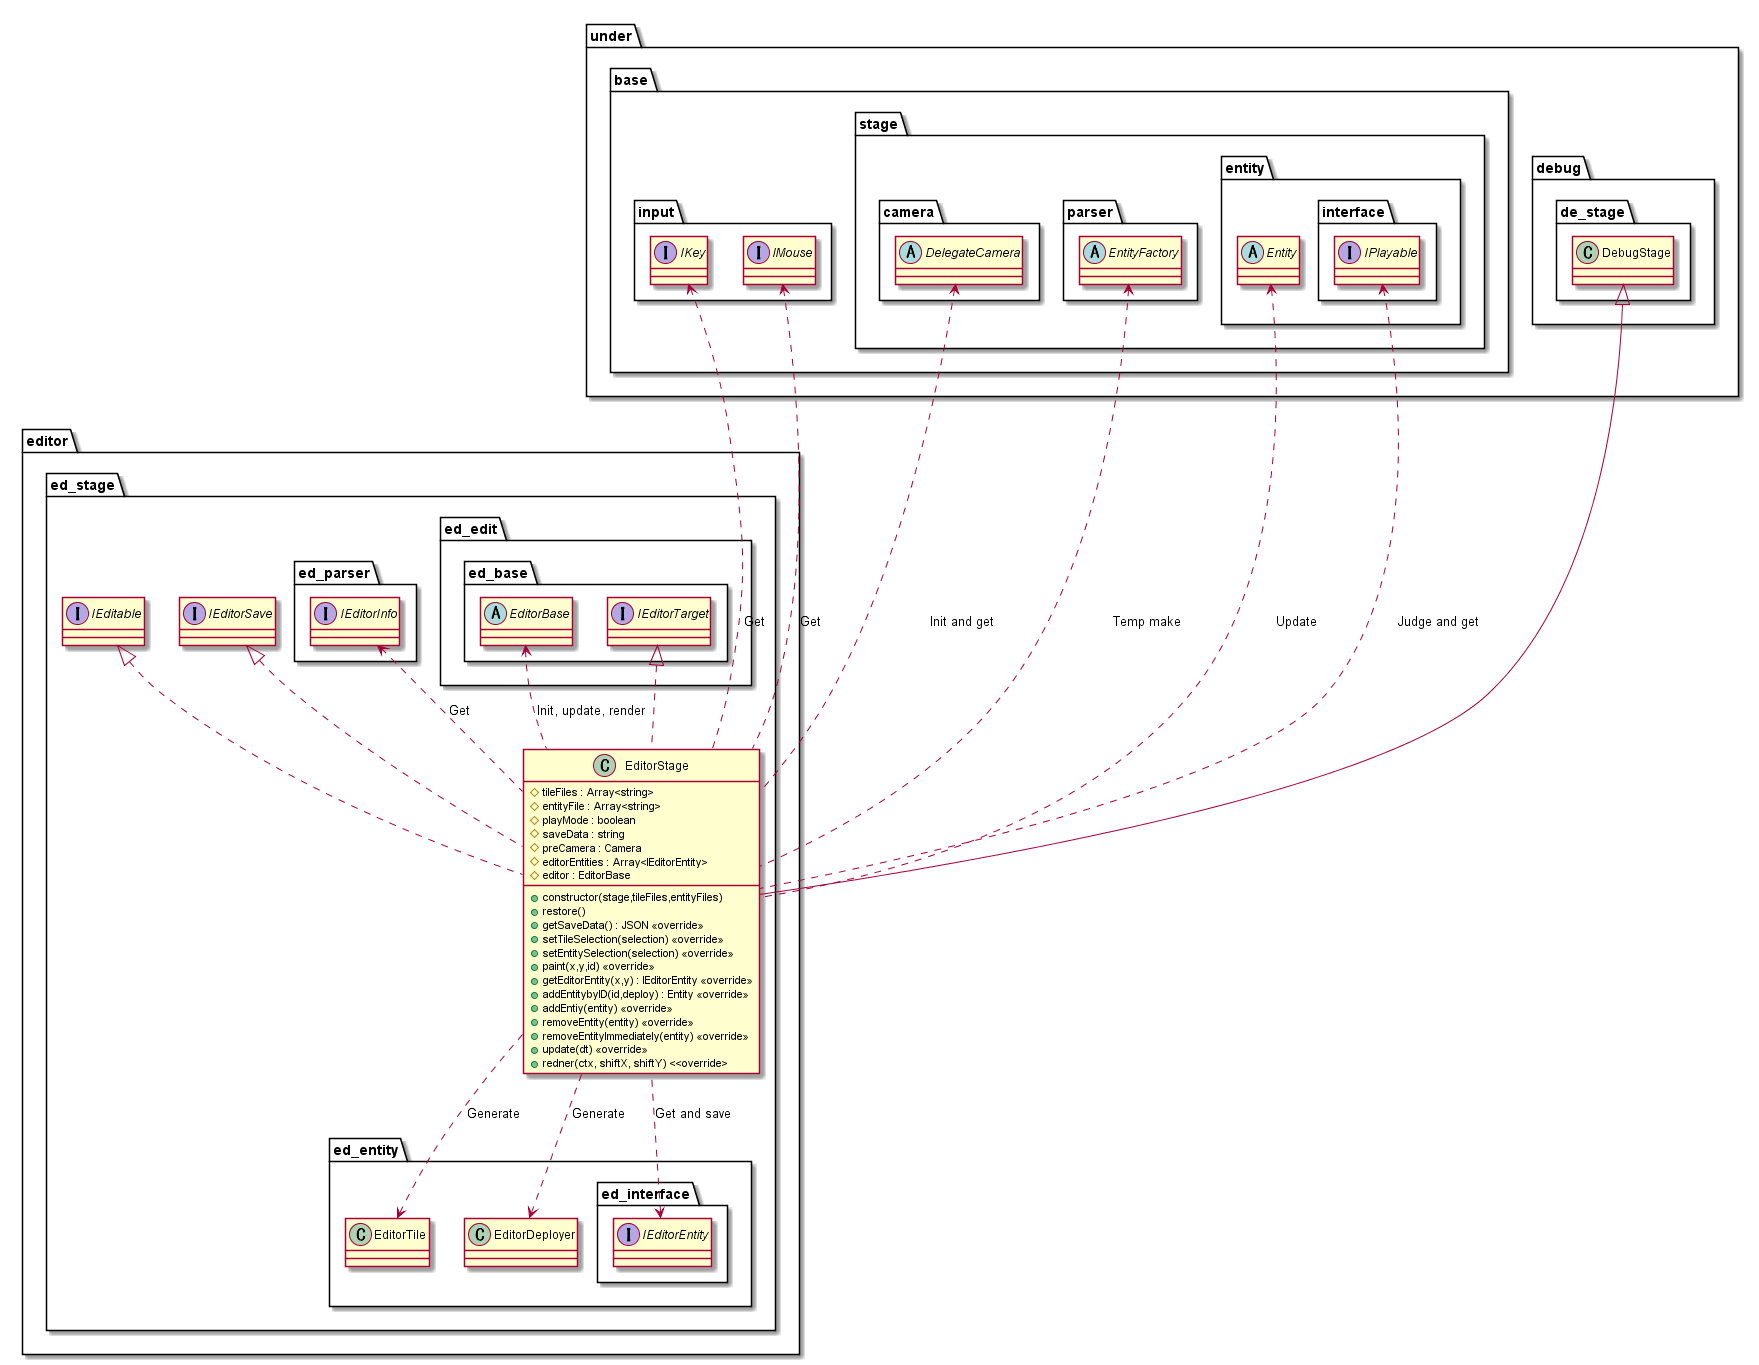 under
base
stage
entity
debug
input
camera
parser
interface
de_stage
I IKey
I IMouse
A DelegateCamera
A EntityFactory
A Entity
I IPlayable
C DebugStage
editor
ed_stage
ed_edit
ed_parser
ed_base
I IEditable
I IEditorSave
I IEditorInfo
A EditorBase
I IEditorTarget
Get
Get
Init and get
Temp make
Update
Judge and get
Get
Init, update, render
C EditorStage
tileFiles : Array<string>
entityFile : Array<string>
playMode : boolean
saveData : string
preCamera : Camera
editorEntities : Array<IEditorEntity>
editor : EditorBase
constructor(stage,tileFiles,entityFiles)
restore()
getSaveData() : JSON «override»
setTileSelection(selection) «override»
setEntitySelection(selection) «override»
paint(x,y,id) «override»
getEditorEntity(x,y) : IEditorEntity «override»
addEntitybyID(id,deploy) : Entity «override»
addEntiy(entity) «override»
removeEntity(entity) «override»
removeEntityImmediately(entity) «override»
update(dt) «override»
redner(ctx, shiftX, shiftY) <<override>
Generate
Generate
Get and save
ed_entity
ed_interface
C EditorTile
C EditorDeployer
I IEditorEntity